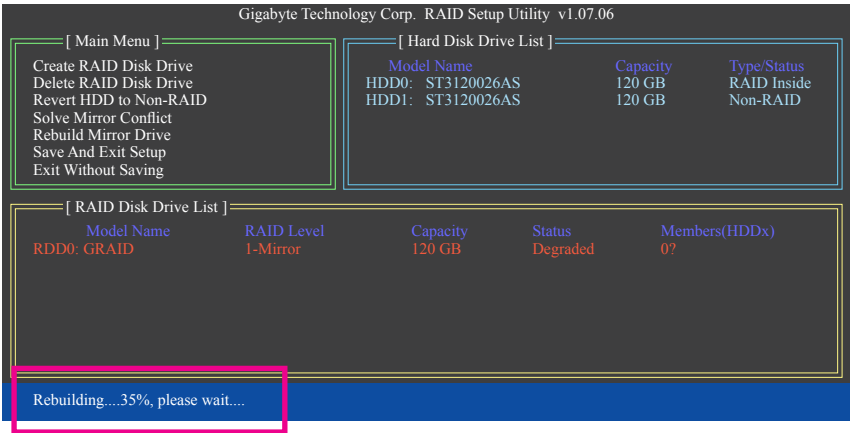 Gigabyte Technology Corp. RAID Setup Utility v1.07.06
[ Main Menu ]
Create RAID Disk Drive
Delete RAID Disk Drive
Revert HDD to Non-RAID
Solve Mirror Conflict
Rebuild Mirror Drive
Save And Exit Setup
Exit Without Saving
[ Hard Disk Drive List ]
Model Name Capacity Type/Status
HDD0: ST3120026AS 120 GB RAID Inside
HDD1: ST3120026AS 120 GB Non-RAID
[ RAID Disk Drive List ]
Model Name RAID Level Capacity Status Members(HDDx)
RDD0: GRAID 1-Mirror 120 GB Degraded 0?
Rebuilding....35%, please wait....